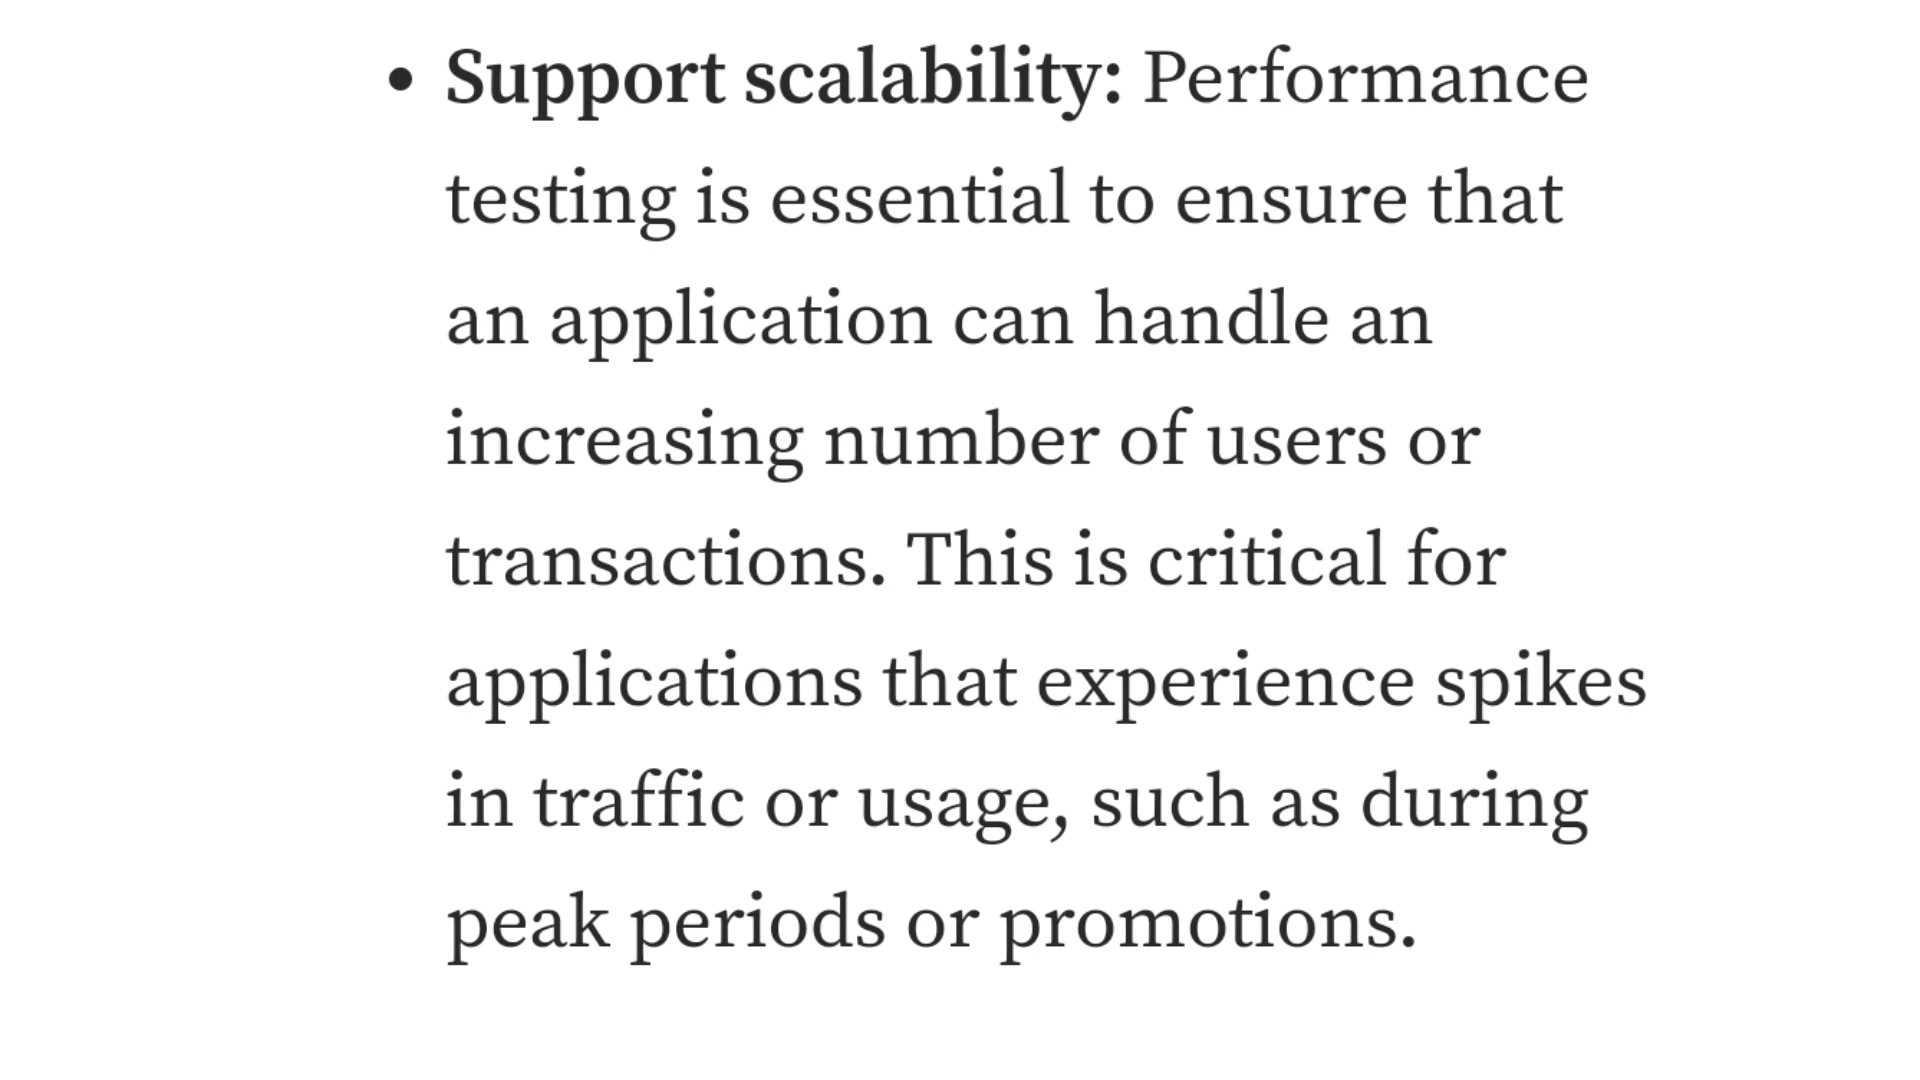 • Support scalability: Performance
testing is essential to ensure that
an application can handle an
increasing number of users or
transactions. This is critical for
applications that experience spikes
in traffic or usage, such as during
peak periods or promotions.